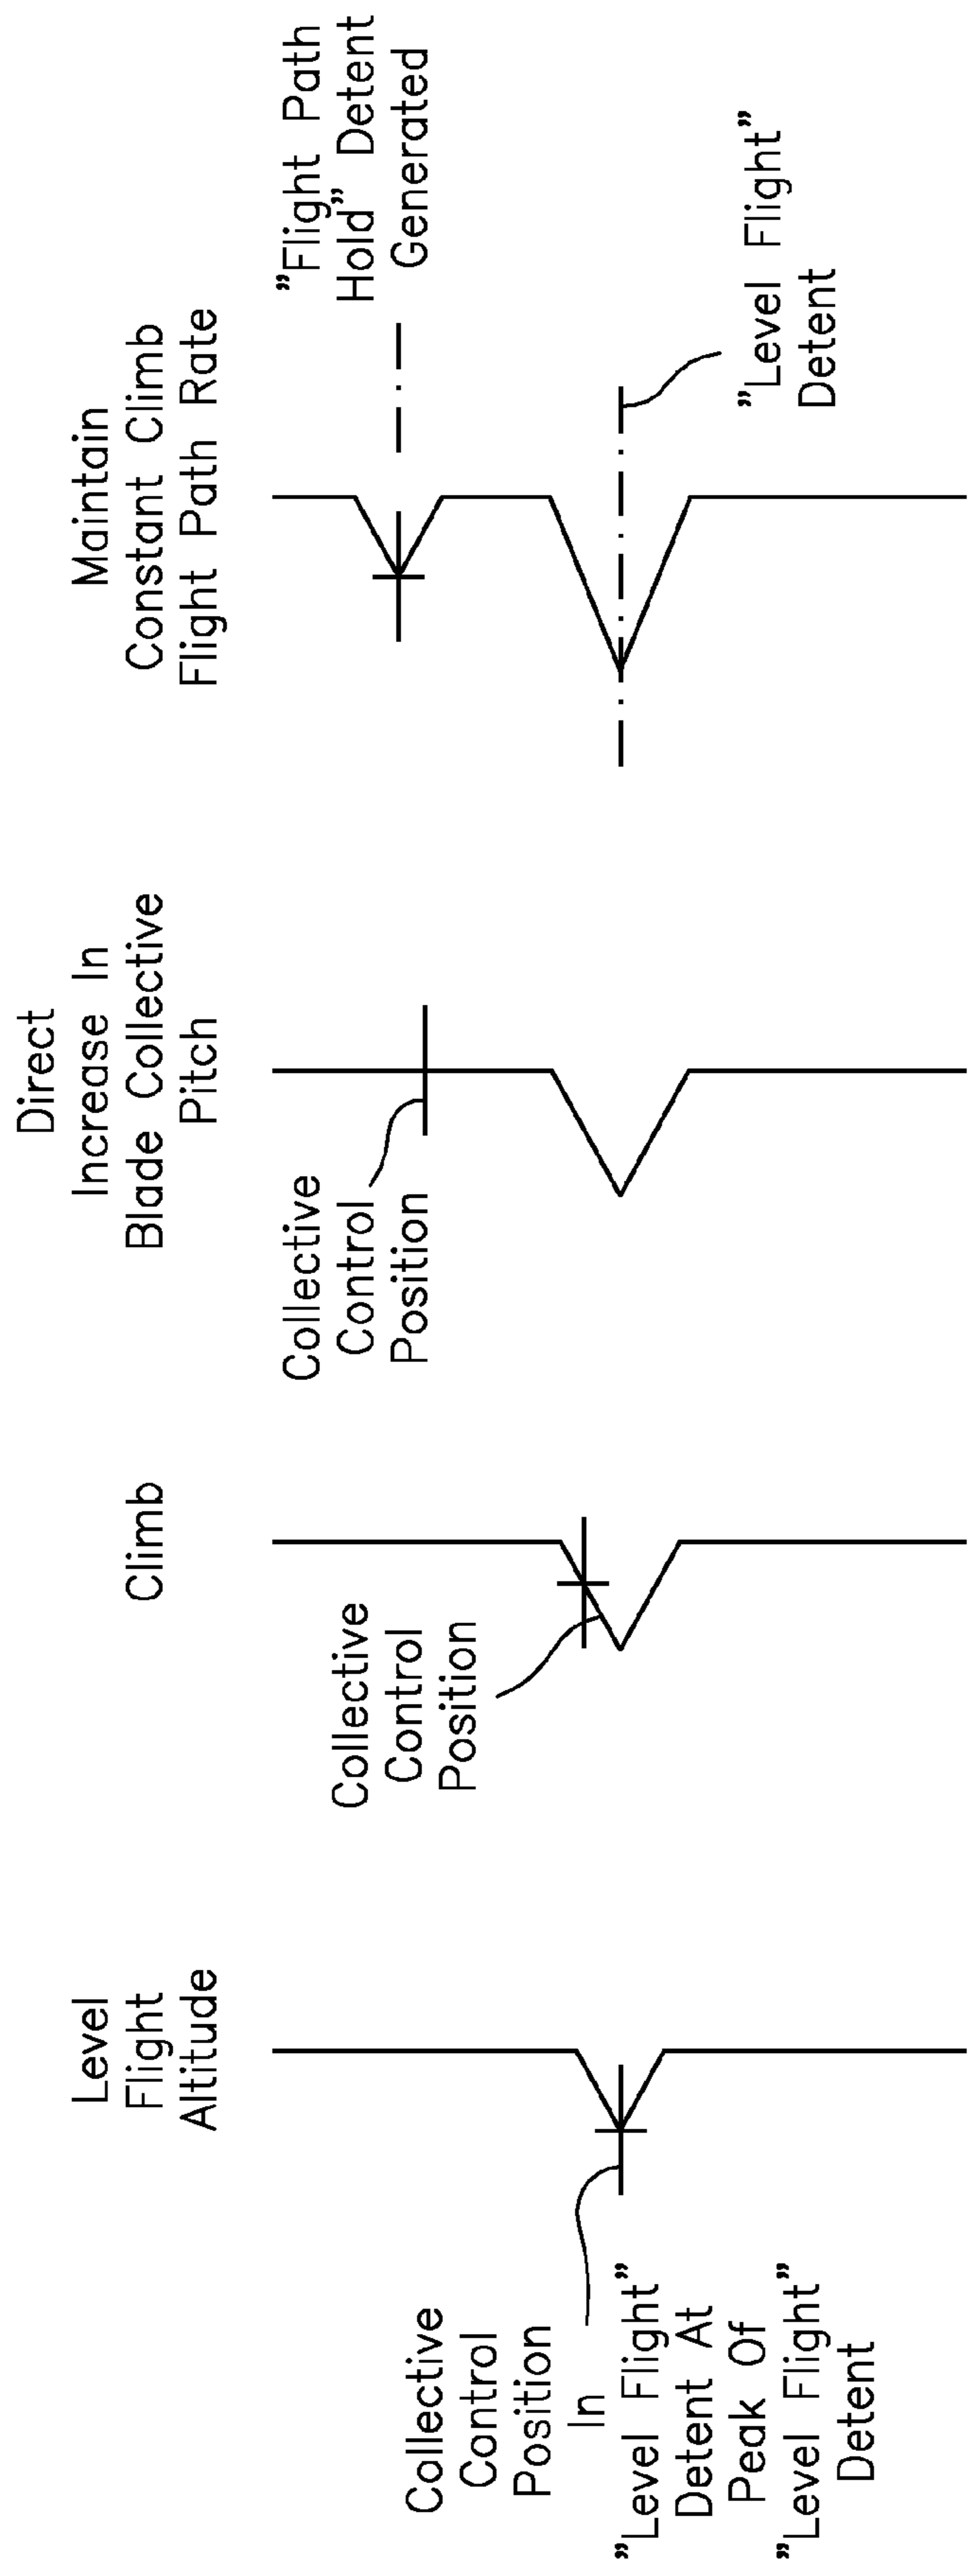 Level
Flight
Altitude
Collective
Control
Position
In
"Level Flight"
Detent At
Peak Of
"Level Flight"
Detent
Climb
Collective
Control
Position
Direct
Increase In
Blade Collective
Pitch
Collective
Control
Position
Maintain
Constant Climb
Flight Path Rate
"Flight Path
Hold" Detent
Generated
"Level Flight"
Detent